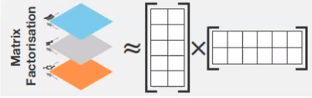 Matrix
Factorisation
≈
×